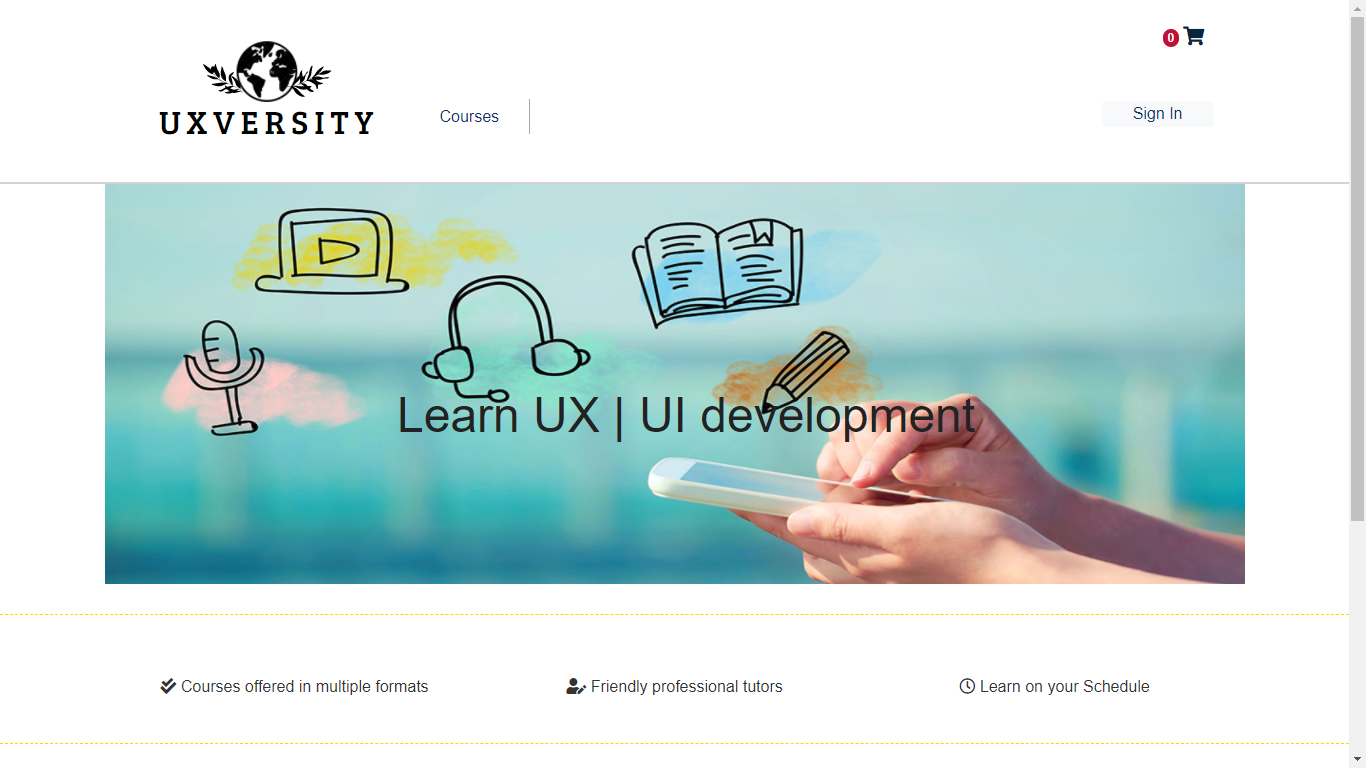 0
UXVERSITY
Courses
Sign In
Learn UX | UI development
Courses offered in multiple formats
Friendly professional tutors
Learn on your Schedule